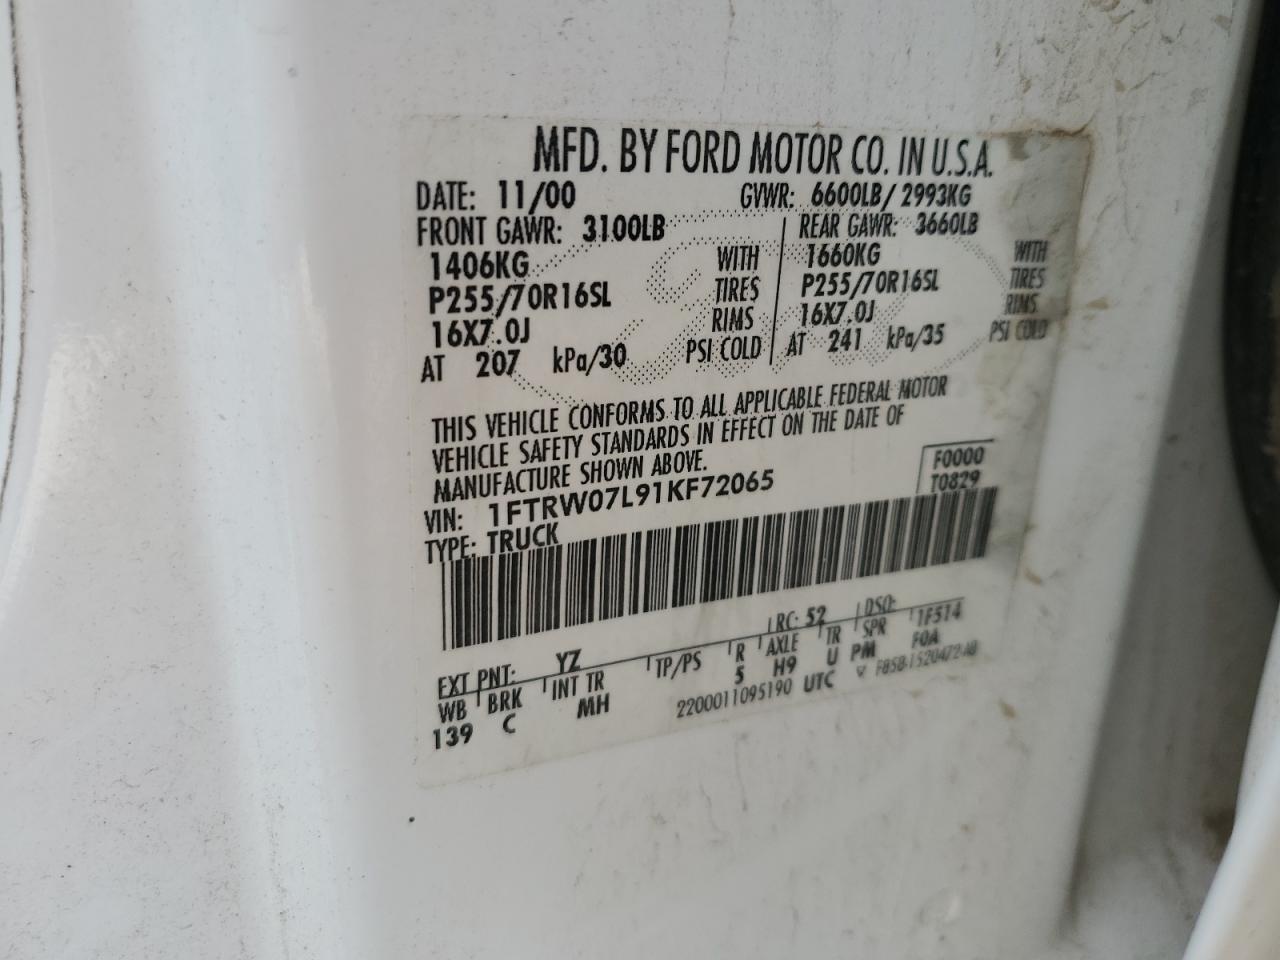 MFD. BY FORD MOTOR CO. IN U.S.A.
DATE: 11/00 GVWR: 6600LB/ 2993KG
FRONT GAWR: 3100LB REAR GAWR: 3660LB
1406KG WITH 1660KG WITH
P255/70R16SL TIRES P255/70R16SL TIRES
16X7.0J RIMS 16X7.0J RIMS
AT 207 kPa/30 PSI COLD AT 241 kPa/35 PSI COLD
THIS VEHICLE CONFORMS TO ALL APPLICABLE FEDERAL MOTOR
VEHICLE SAFETY STANDARDS IN EFFECT ON THE DATE OF
MANUFACTURE SHOWN ABOVE.
F0000
VIN: 1FTRW07L91KF72065 T0829
TYPE: TRUCK
EXT PNT: YZ RC: 52 DSO:
WB BRK INT TR TP/PS R AXLE TR SPR 1F514
139 C MH 5 H9 U PM F0A
2200011095190 UTC